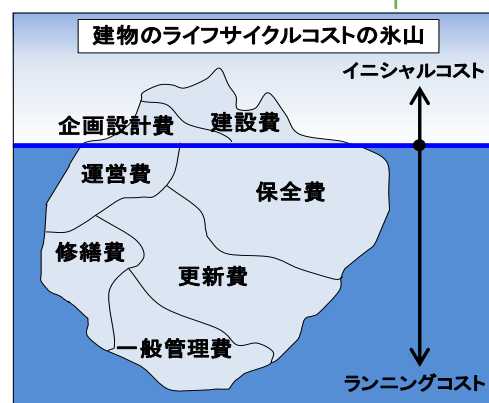 建物のライフサイクルコストの氷山
イニシャルコスト
企画設計費
建設費
運営費
保全費
修繕費
更新費
一般管理費
ランニングコスト